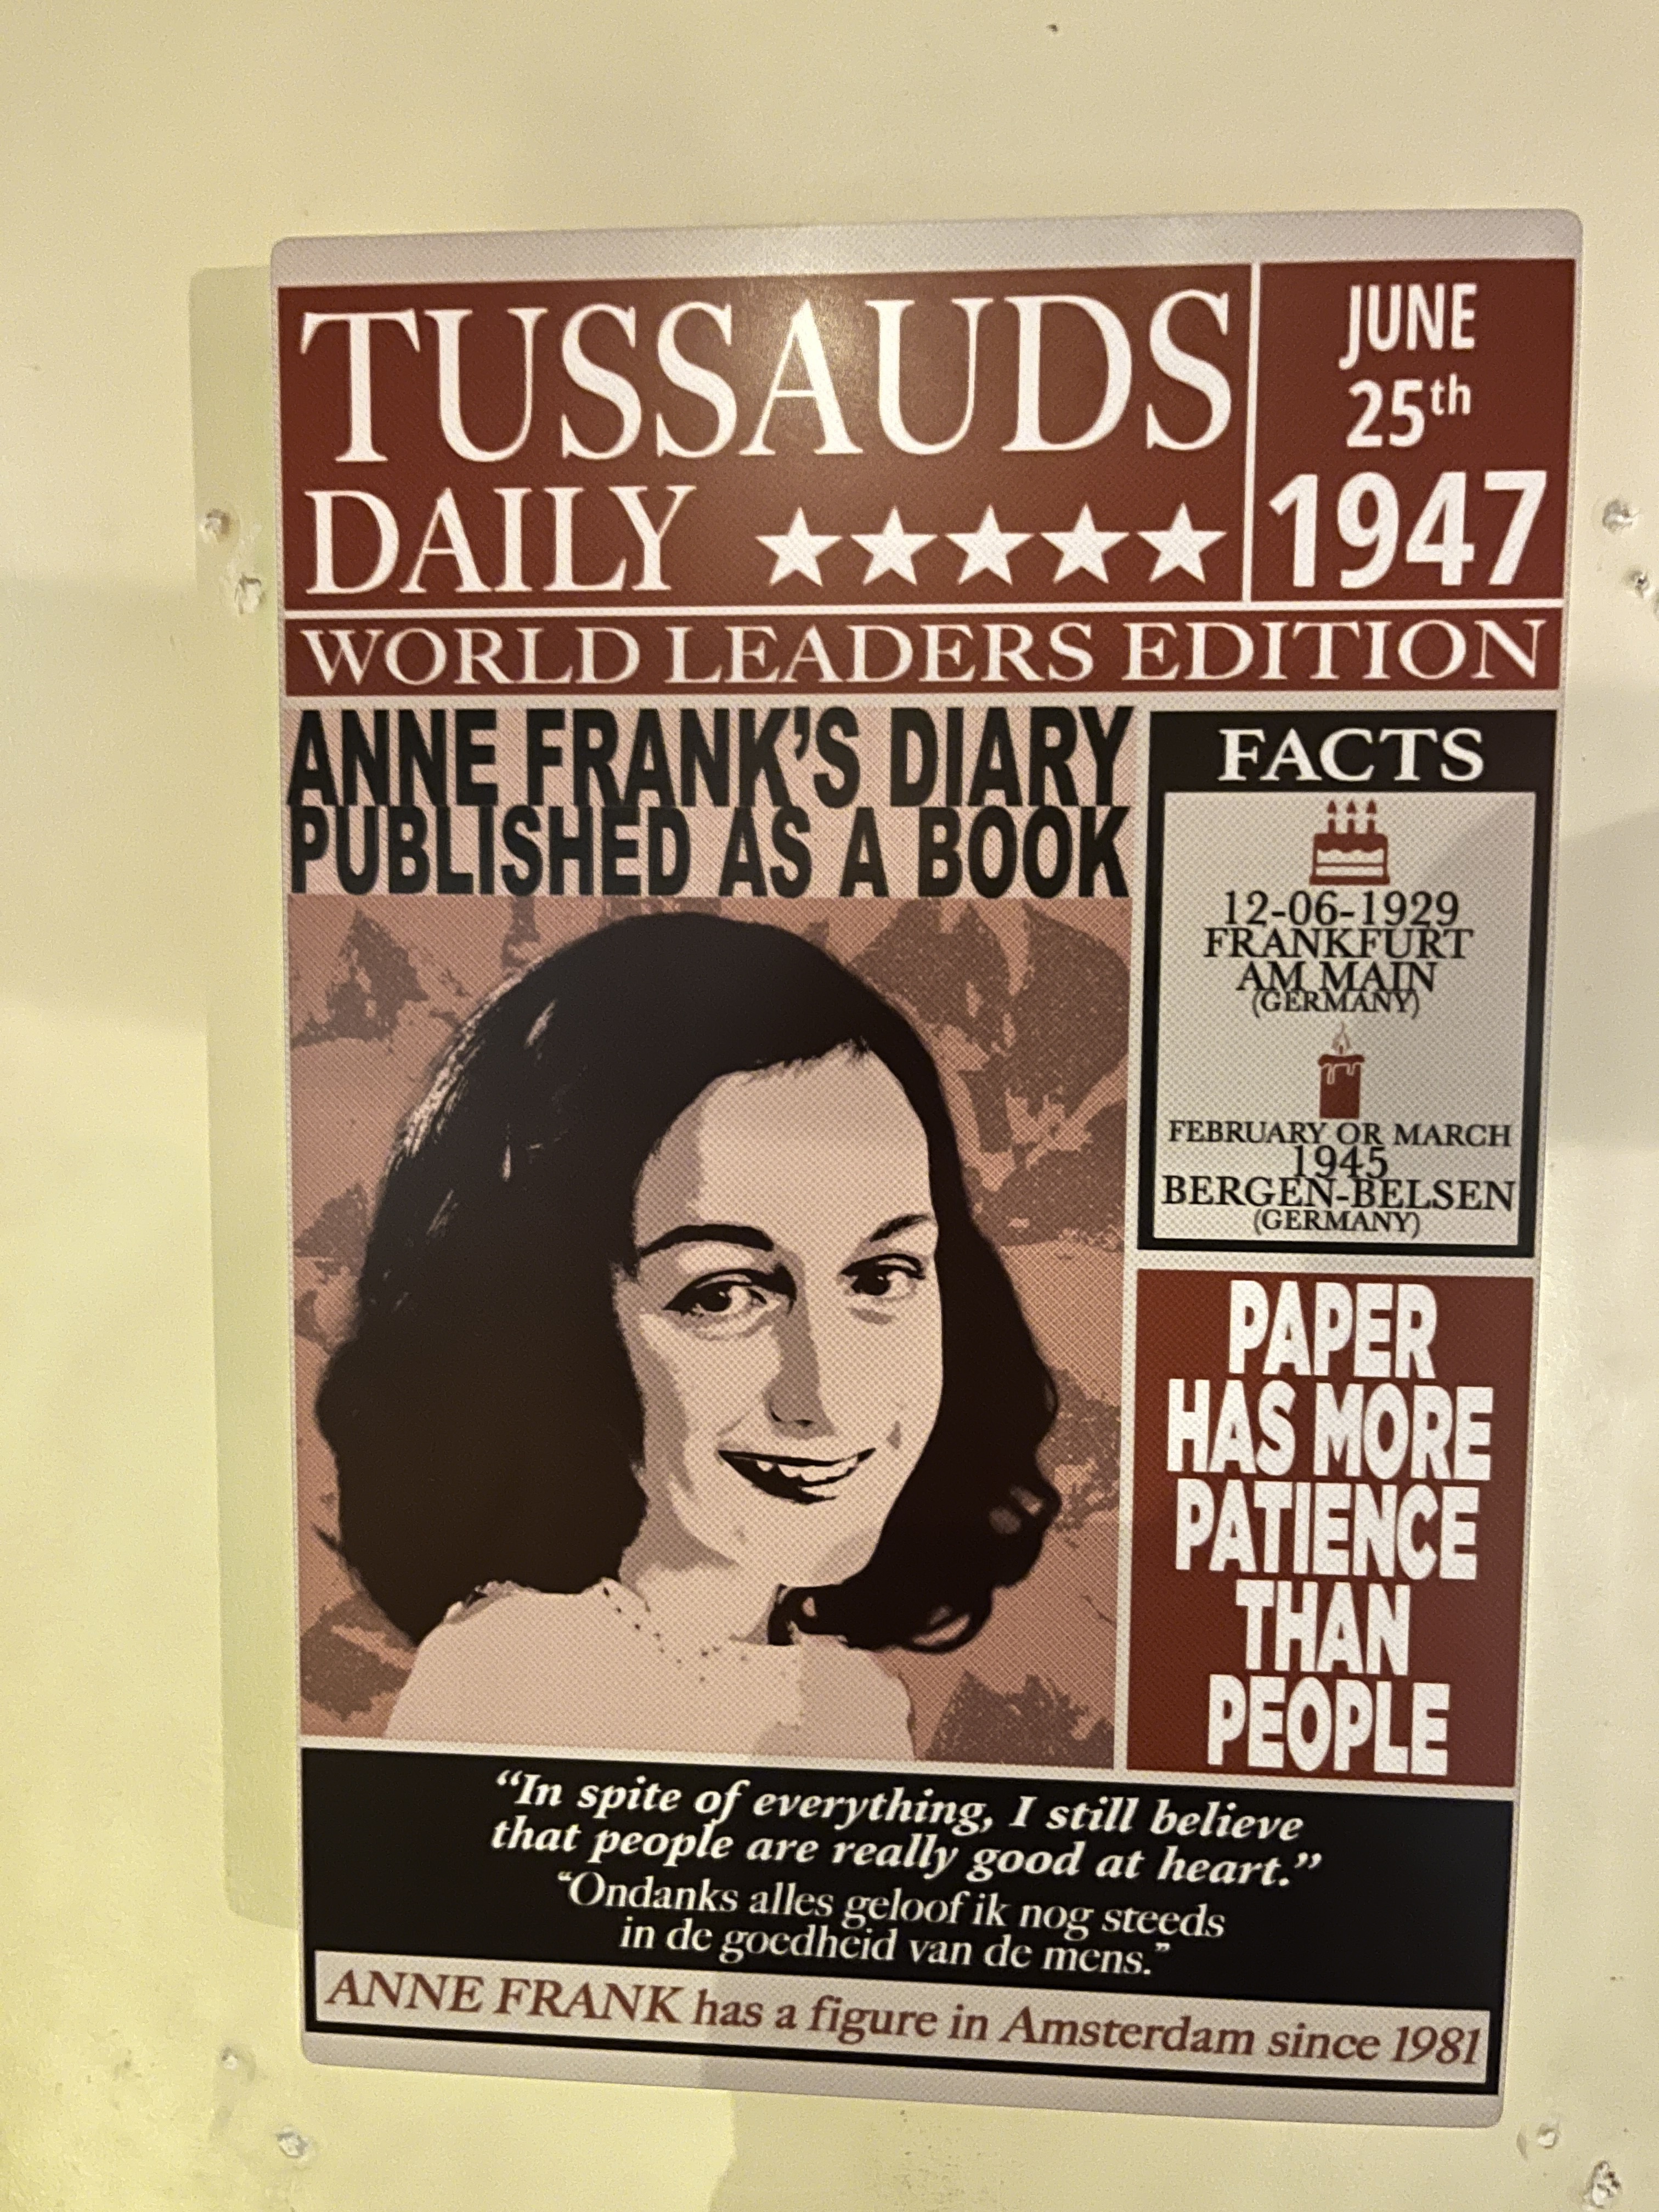 TUSSAUDS
DAILY ★★★★★
JUNE
25th
1947
WORLD LEADERS EDITION
ANNE FRANK'S DIARY
PUBLISHED AS A BOOK
FACTS
12-06-1929
FRANKFURT
AM MAIN
(GERMANY)
FEBRUARY OR MARCH
1945
BERGEN-BELSEN
(GERMANY)
PAPER
HAS MORE
PATIENCE
THAN
PEOPLE
“In spite of everything, I still believe
that people are really good at heart.”
“Ondanks alles geloof ik nog steeds
in de goedheid van de mens.”
ANNE FRANK has a figure in Amsterdam since 1981